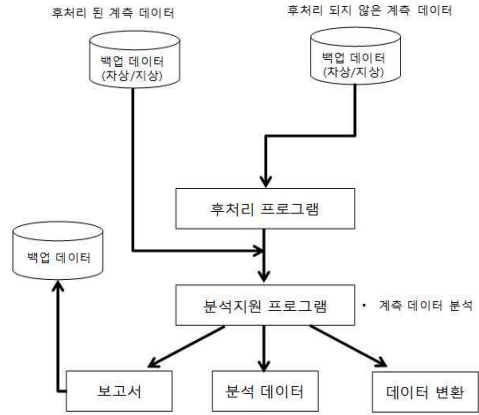 후처리 된 계측 데이터
후처리 되지 않은 계측 데이터
백업 데이터
(차상/지상)
백업 데이터
(차상/지상)
후처리 프로그램
백업 데이터
분석지원 프로그램
• 계측 데이터 분석
보고서
분석 데이터
데이터 변환